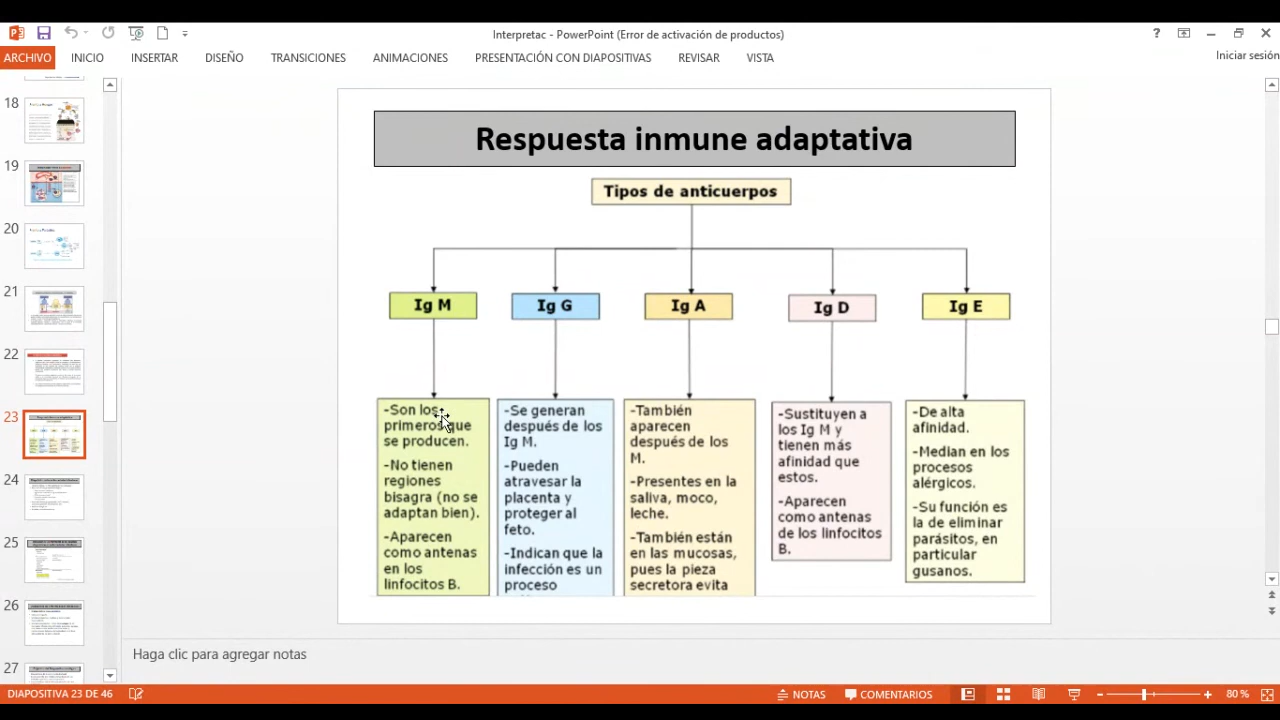 Interpretac - PowerPoint (Error de activación de productos)
ARCHIVO INICIO INSERTAR DISEÑO TRANSICIONES ANIMACIONES PRESENTACIÓN CON DIAPOSITIVAS REVISAR VISTA Iniciar sesión
18
19
20
21
22
23
24
25
26
27
Respuesta inmune adaptativa
Tipos de anticuerpos
Ig M
Ig G
Ig A
Ig D
Ig E
-Son los
primeros que
se producen.
-No tienen
regiones
bisagra (no se
adaptan bien).
-Aparecen
como antenas
en los
linfocitos B.
-Se generan
después de los
Ig M.
-Pueden
atravesar la
placenta y
proteger al
feto.
-Indican que la
infección es un
proceso
-También
aparecen
después de los
M.
-Presentes en la
saliva, moco,
leche.
-También están
en las mucosas,
pues la pieza
secretora evita
-Sustituyen a
los Ig M y
tienen más
afinidad que
estos.
-Aparecen
como antenas
de los linfocitos
B.
-De alta
afinidad.
-Median en los
procesos
alérgicos.
-Su función es
la de eliminar
parásitos, en
particular
gusanos.
Haga clic para agregar notas
DIAPOSITIVA 23 DE 46 NOTAS COMENTARIOS 80 %